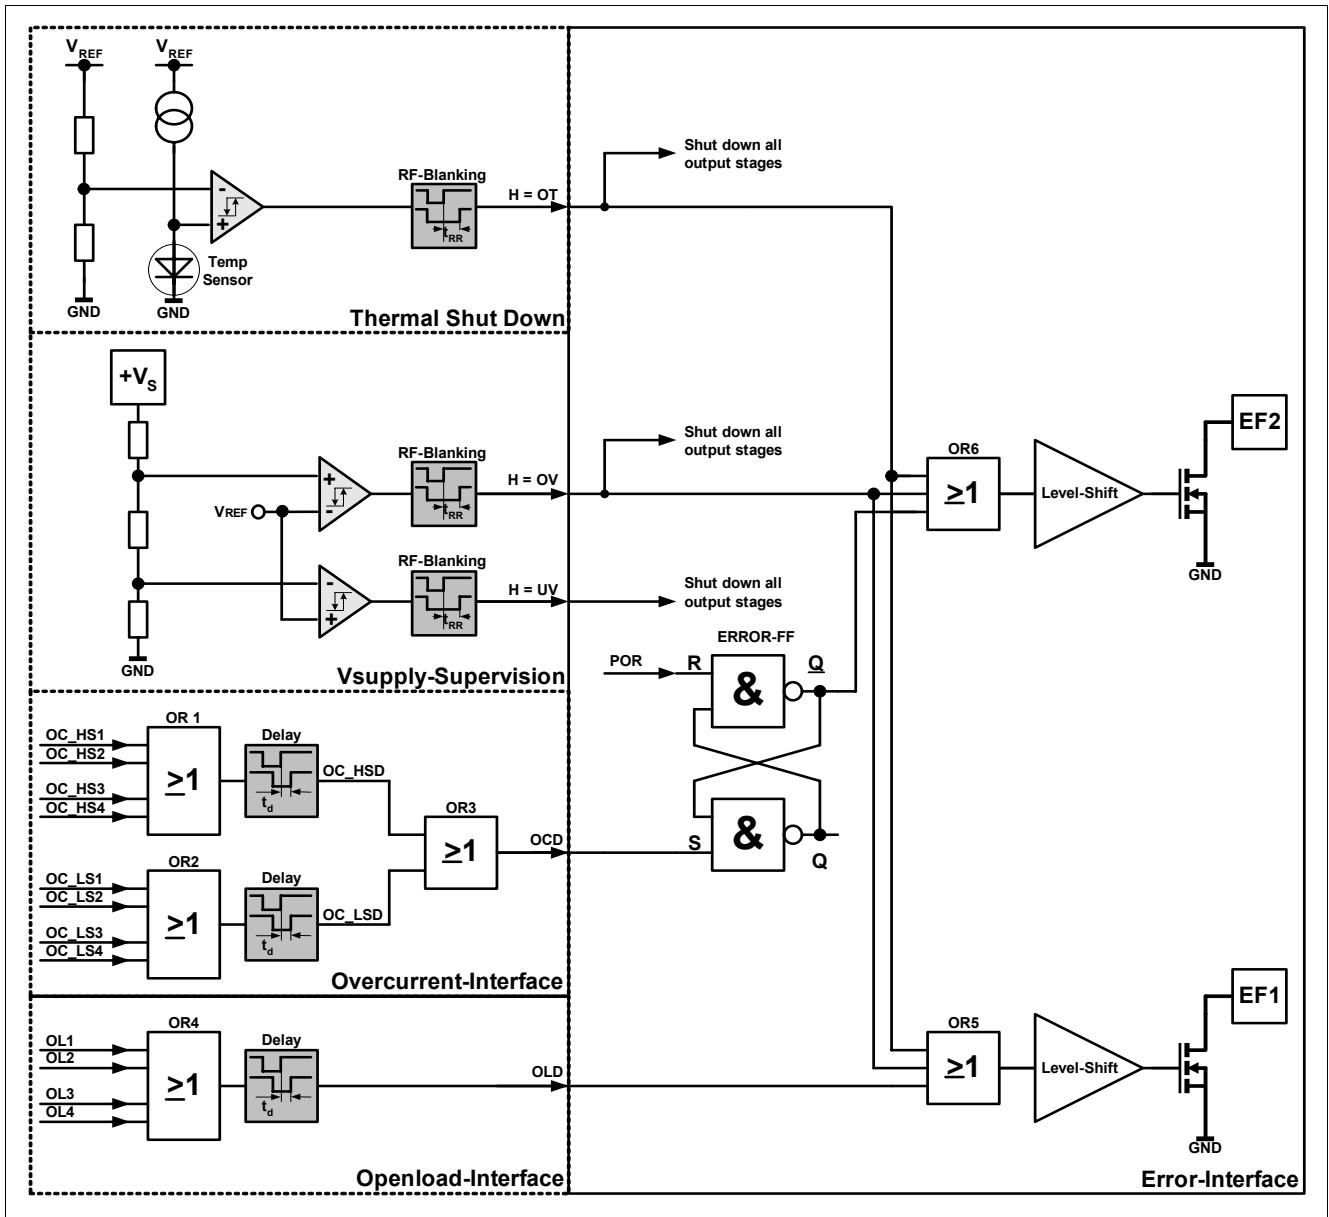 VREF
VREF
Shut down all
output stages
RF-Blanking
H = OT
-
+
tRR
Temp
Sensor
GND
GND
Thermal Shut Down
+VS
Shut down all
output stages
RF-Blanking
H = OV
+
-
VREF
tRR
OR6
≥1
Level-Shift
EF2
GND
RF-Blanking
H = UV
-
+
tRR
Shut down all
output stages
GND
Vsupply-Supervision
ERROR-FF
POR
R
&
Q
OR 1
OC_HS1
OC_HS2
OC_HS3
OC_HS4
≥1
Delay
td
OC_HSD
OR3
≥1
OCD
S
&
Q
OR2
OC_LS1
OC_LS2
OC_LS3
OC_LS4
≥1
Delay
td
OC_LSD
Overcurrent-Interface
OR4
OL1
OL2
OL3
OL4
≥1
Delay
td
OLD
OR5
≥1
Level-Shift
EF1
GND
Openload-Interface
Error-Interface